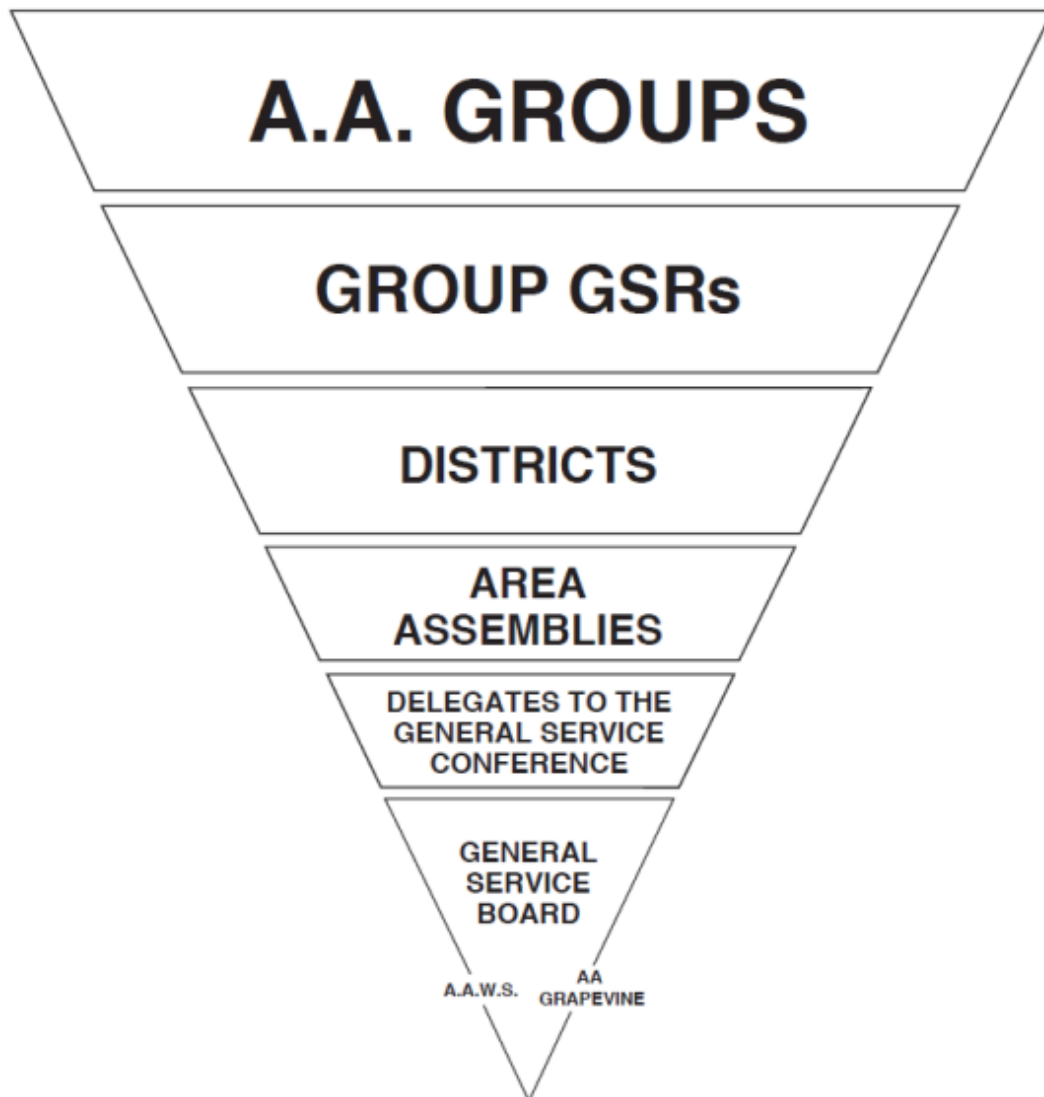 A.A. GROUPS
GROUP GSRs
DISTRICTS
AREA
ASSEMBLIES
DELEGATES TO THE
GENERAL SERVICE
CONFERENCE
GENERAL
SERVICE
BOARD
A.A.W.S.
AA
GRAPEVINE